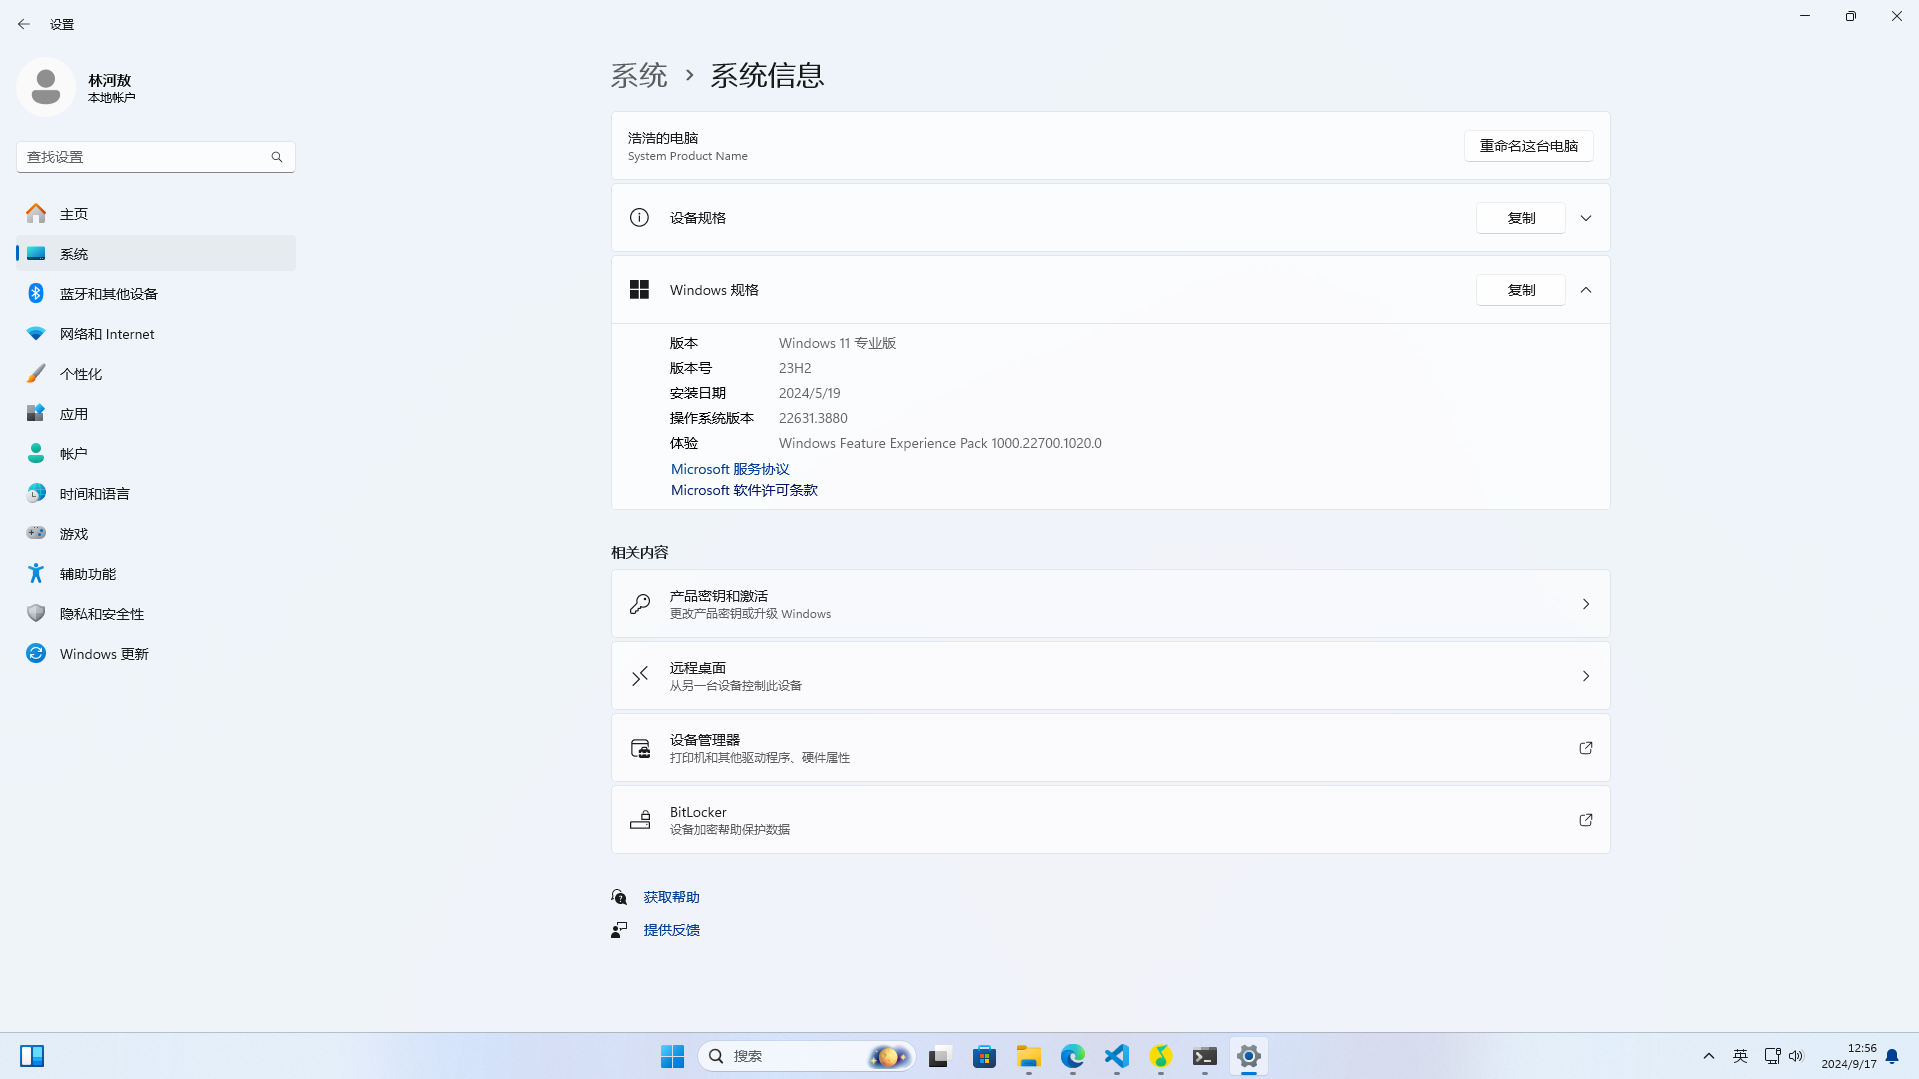 设置
林河敖
本地帐户
查找设置
主页
系统
蓝牙和其他设备
网络和 Internet
个性化
应用
帐户
时间和语言
游戏
辅助功能
隐私和安全性
Windows 更新
系统 › 系统信息
浩浩的电脑
System Product Name
重命名这台电脑
设备规格
复制
Windows 规格
复制
版本 Windows 11 专业版
版本号 23H2
安装日期 2024/5/19
操作系统版本 22631.3880
体验 Windows Feature Experience Pack 1000.22700.1020.0
Microsoft 服务协议
Microsoft 软件许可条款
相关内容
产品密钥和激活
更改产品密钥或升级 Windows
远程桌面
从另一台设备控制此设备
设备管理器
打印机和其他驱动程序、硬件属性
BitLocker
设备加密帮助保护数据
获取帮助
提供反馈
搜索
英
12:56
2024/9/17